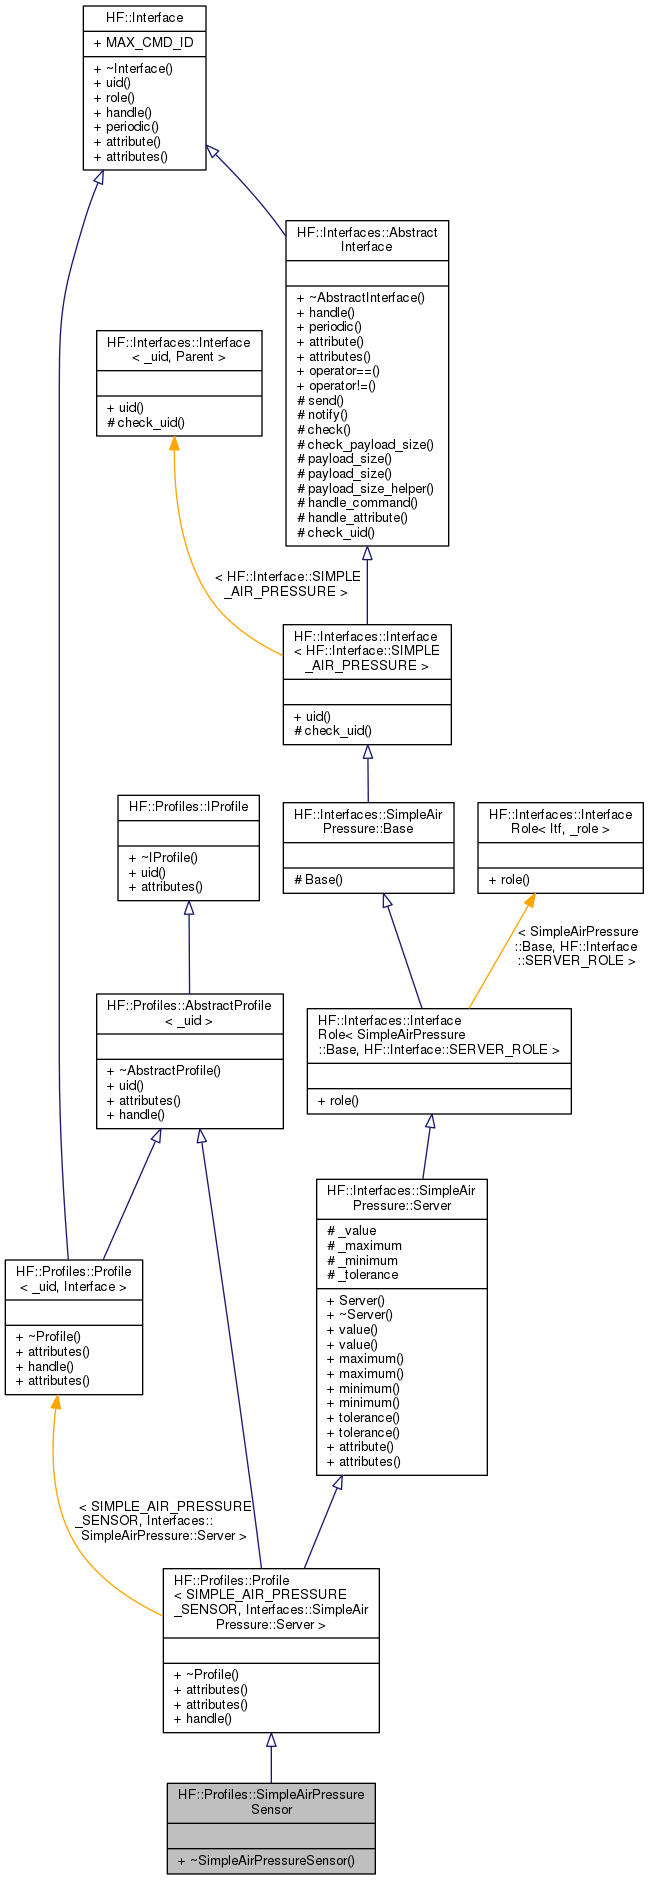 HF::Interface
+ MAX_CMD_ID
+ ~Interface()
+ uid()
+ role()
+ handle()
+ periodic()
+ attribute()
+ attributes()
HF::Interfaces::Abstract
Interface
+ ~AbstractInterface()
+ handle()
+ periodic()
+ attribute()
+ attributes()
+ operator==()
+ operator!=()
# send()
# notify()
# check()
# check_payload_size()
# payload_size()
# payload_size()
# payload_size_helper()
# handle_command()
# handle_attribute()
# check_uid()
HF::Interfaces::Interface
< _uid, Parent >
+ uid()
# check_uid()
< HF::Interface::SIMPLE
_AIR_PRESSURE >
HF::Interfaces::Interface
< HF::Interface::SIMPLE
_AIR_PRESSURE >
+ uid()
# check_uid()
HF::Profiles::IProfile
+ ~IProfile()
+ uid()
+ attributes()
HF::Interfaces::SimpleAir
Pressure::Base
# Base()
HF::Interfaces::Interface
Role< Itf, _role >
+ role()
< SimpleAirPressure
::Base, HF::Interface
::SERVER_ROLE >
HF::Profiles::AbstractProfile
< _uid >
+ ~AbstractProfile()
+ uid()
+ attributes()
+ handle()
HF::Interfaces::Interface
Role< SimpleAirPressure
::Base, HF::Interface::SERVER_ROLE >
+ role()
HF::Interfaces::SimpleAir
Pressure::Server
# _value
# _maximum
# _minimum
# _tolerance
+ Server()
+ ~Server()
+ value()
+ value()
+ maximum()
+ maximum()
+ minimum()
+ minimum()
+ tolerance()
+ tolerance()
+ attribute()
+ attributes()
HF::Profiles::Profile
< _uid, Interface >
+ ~Profile()
+ attributes()
+ handle()
+ attributes()
< SIMPLE_AIR_PRESSURE
_SENSOR, Interfaces::
SimpleAirPressure::Server >
HF::Profiles::Profile
< SIMPLE_AIR_PRESSURE
_SENSOR, Interfaces::SimpleAir
Pressure::Server >
+ ~Profile()
+ attributes()
+ attributes()
+ handle()
HF::Profiles::SimpleAirPressure
Sensor
+ ~SimpleAirPressureSensor()